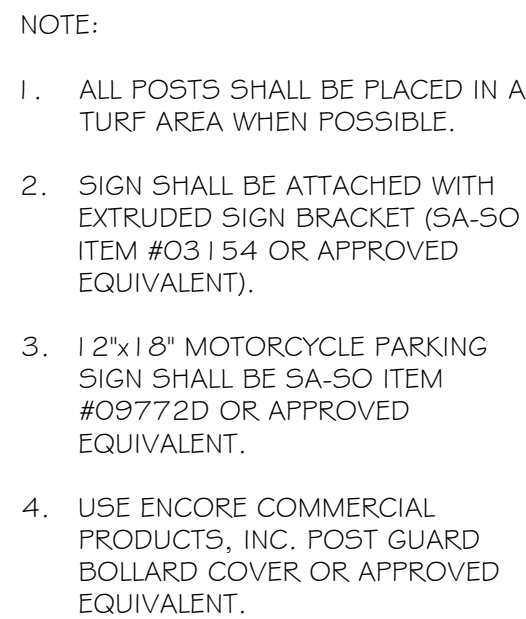 NOTE:
1. ALL POSTS SHALL BE PLACED IN A
TURF AREA WHEN POSSIBLE.
2. SIGN SHALL BE ATTACHED WITH
EXTRUDED SIGN BRACKET (SA-SO
ITEM #03154 OR APPROVED
EQUIVALENT).
3. 12"x18" MOTORCYCLE PARKING
SIGN SHALL BE SA-SO ITEM
#09772D OR APPROVED
EQUIVALENT.
4. USE ENCORE COMMERCIAL
PRODUCTS, INC. POST GUARD
BOLLARD COVER OR APPROVED
EQUIVALENT.